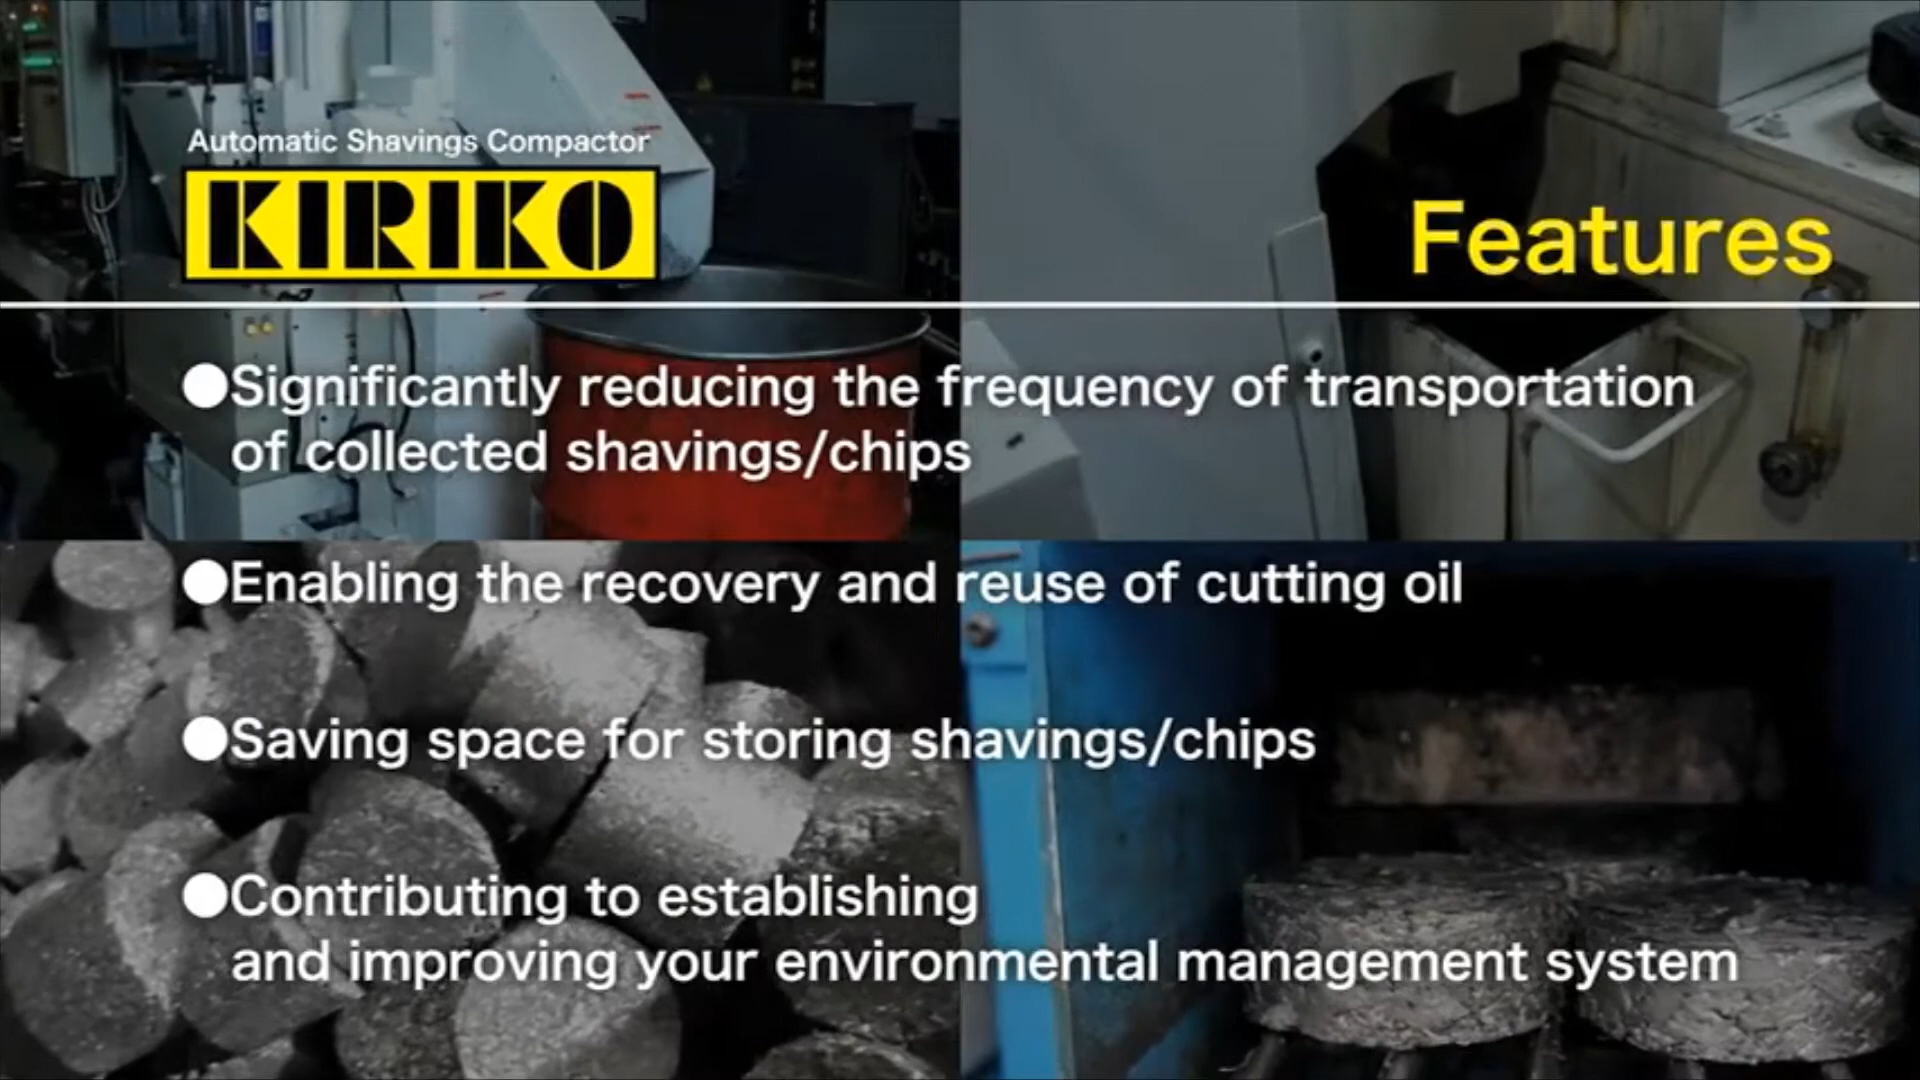 Automatic Shavings Compactor
KIRIKO
Features
●Significantly reducing the frequency of transportation
of collected shavings/chips
●Enabling the recovery and reuse of cutting oil
●Saving space for storing shavings/chips
●Contributing to establishing
and improving your environmental management system